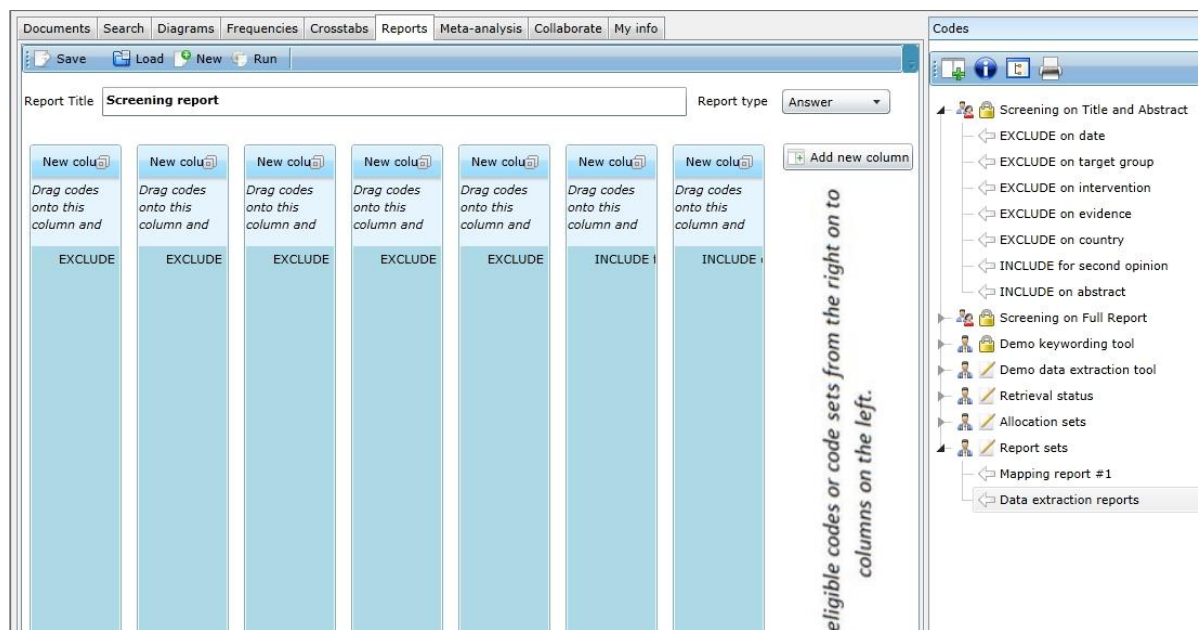 Documents Search Diagrams Frequencies Crosstabs Reports Meta-analysis Collaborate My info
Save Load New Run
Report Title Screening report Report type Answer
New colu New colu New colu New colu New colu New colu New colu Add new column
Drag codes Drag codes Drag codes Drag codes Drag codes Drag codes Drag codes
onto this onto this onto this onto this onto this onto this onto this
column and column and column and column and column and column and column and
EXCLUDE EXCLUDE EXCLUDE EXCLUDE EXCLUDE INCLUDE INCLUDE
eligible codes or code sets from the right on to
columns on the left.
Codes
Screening on Title and Abstract
EXCLUDE on date
EXCLUDE on target group
EXCLUDE on intervention
EXCLUDE on evidence
EXCLUDE on country
INCLUDE for second opinion
INCLUDE on abstract
Screening on Full Report
Demo keywording tool
Demo data extraction tool
Retrieval status
Allocation sets
Report sets
Mapping report #1
Data extraction reports